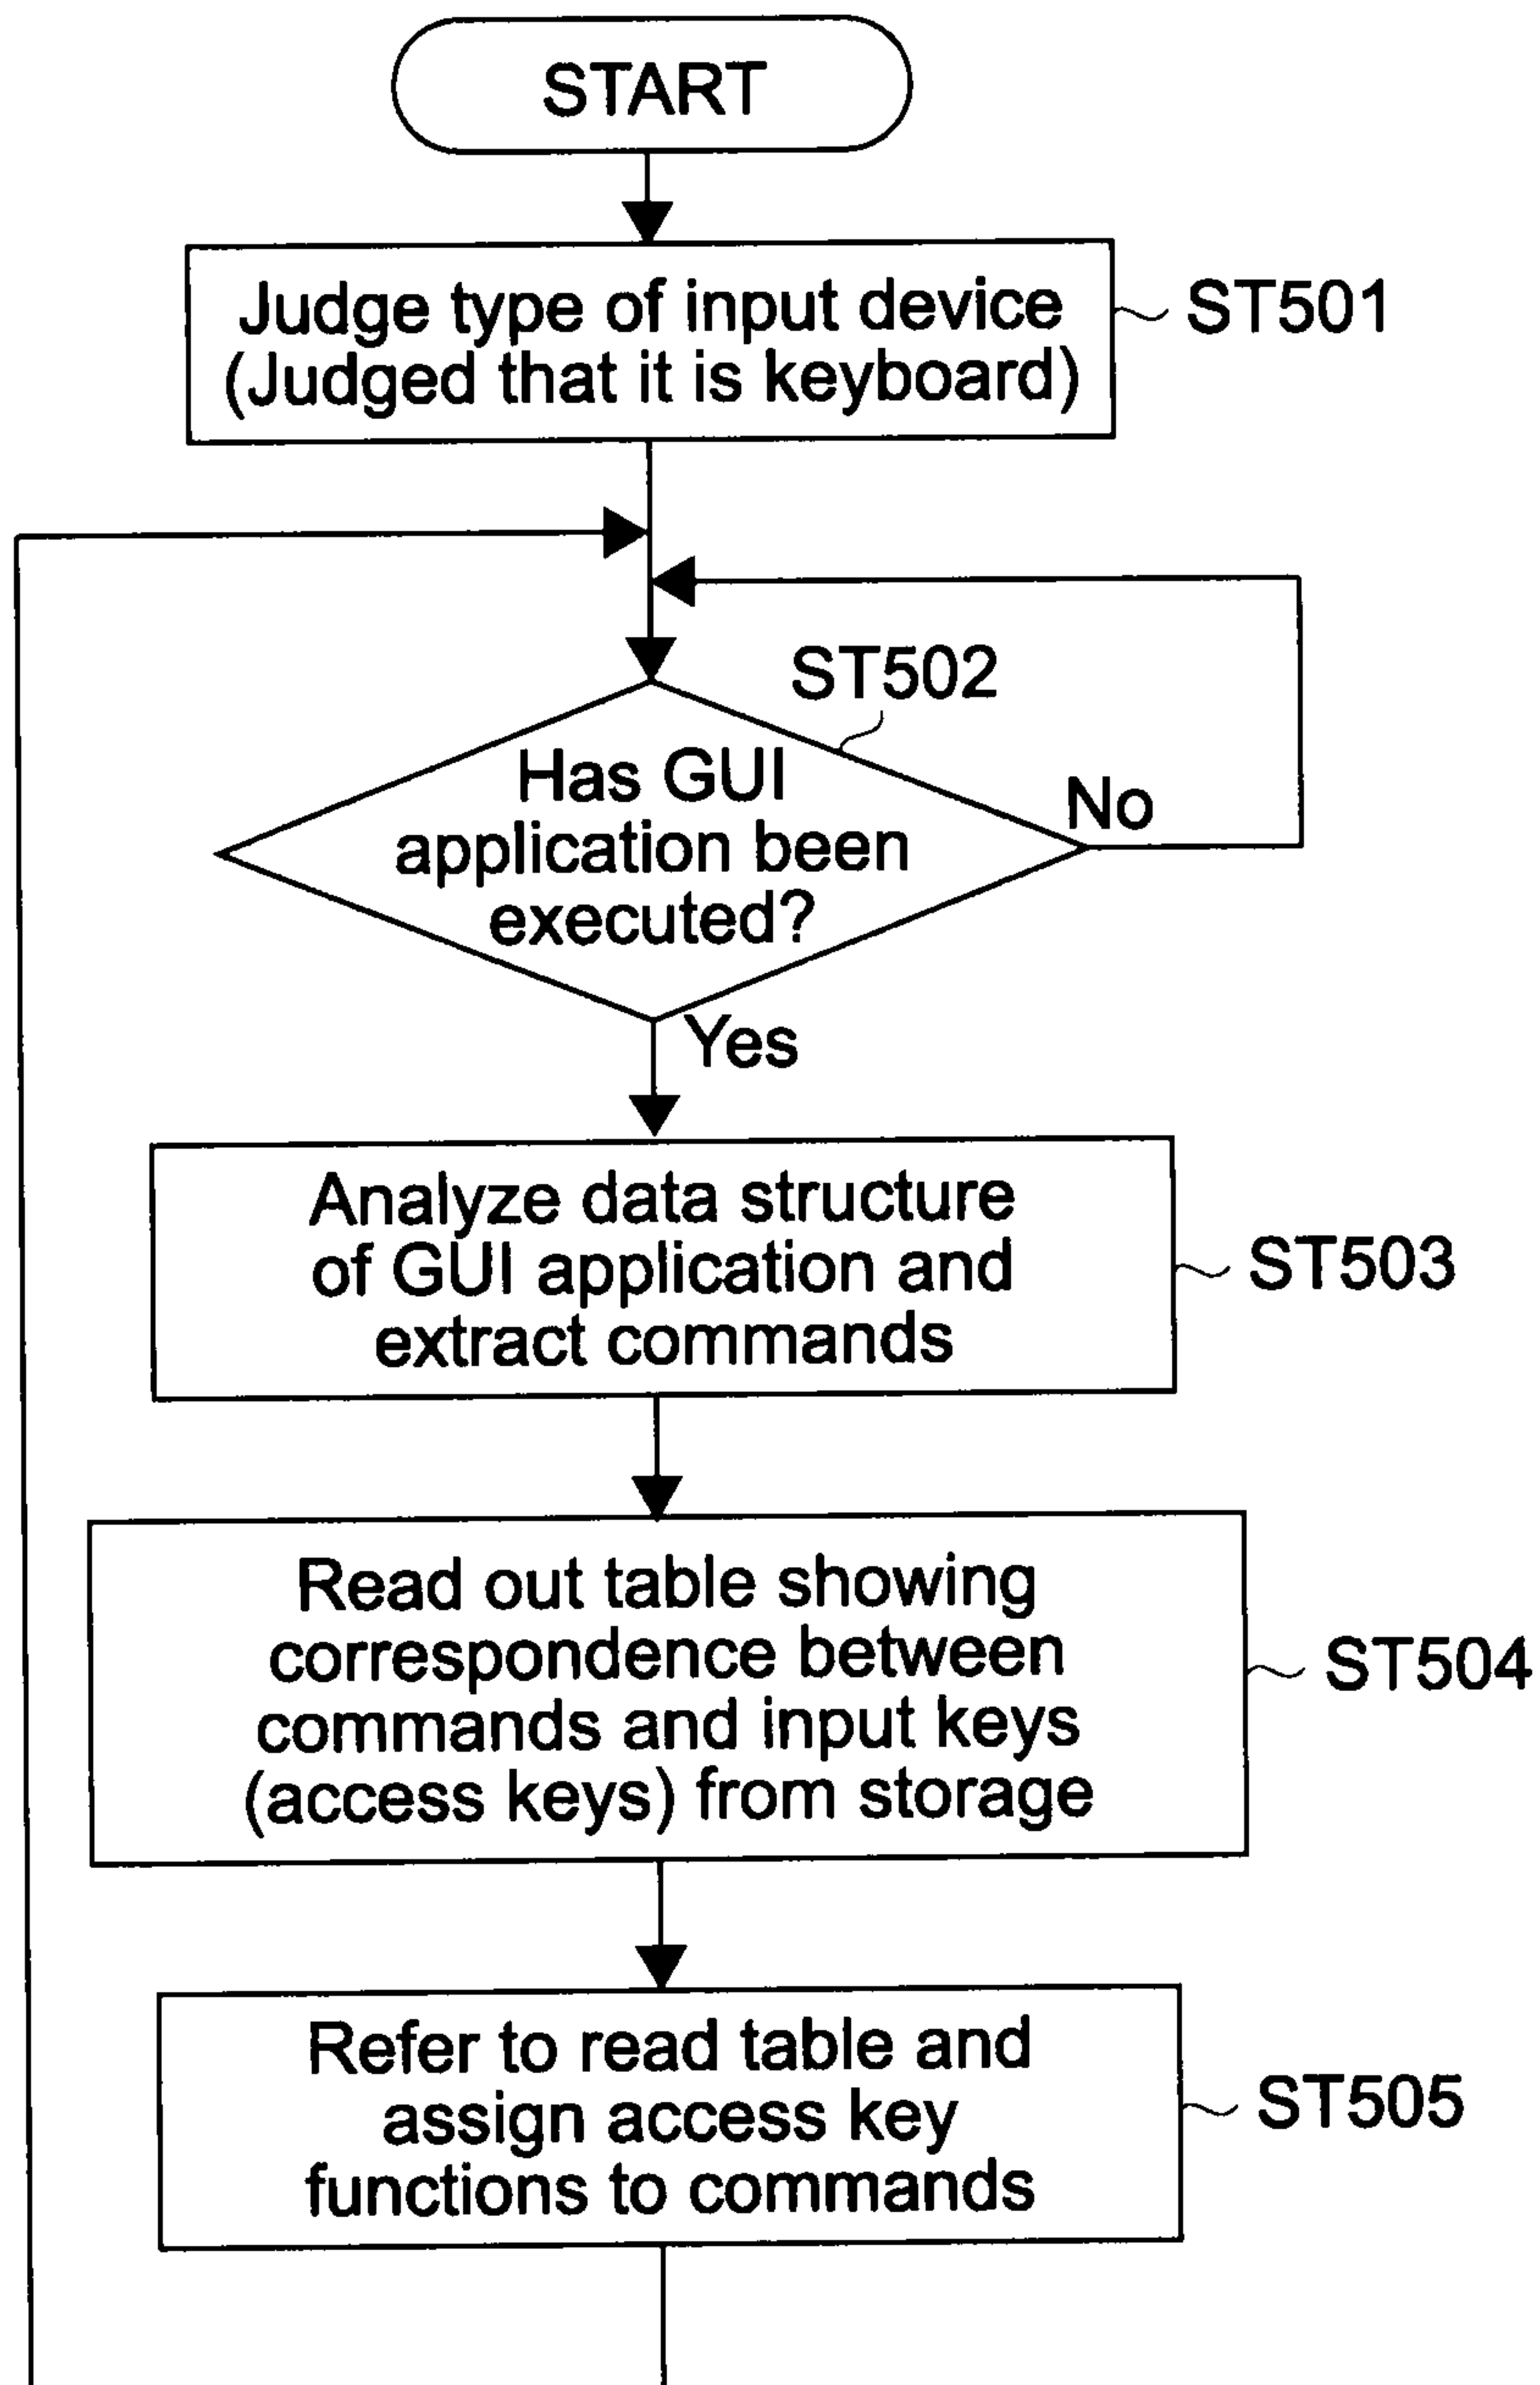 START
Judge type of input device
(Judged that it is keyboard)
ST501
ST502
Has GUI
application been
executed?
No
Yes
Analyze data structure
of GUI application and
extract commands
ST503
Read out table showing
correspondence between
commands and input keys
(access keys) from storage
ST504
Refer to read table and
assign access key
functions to commands
ST505